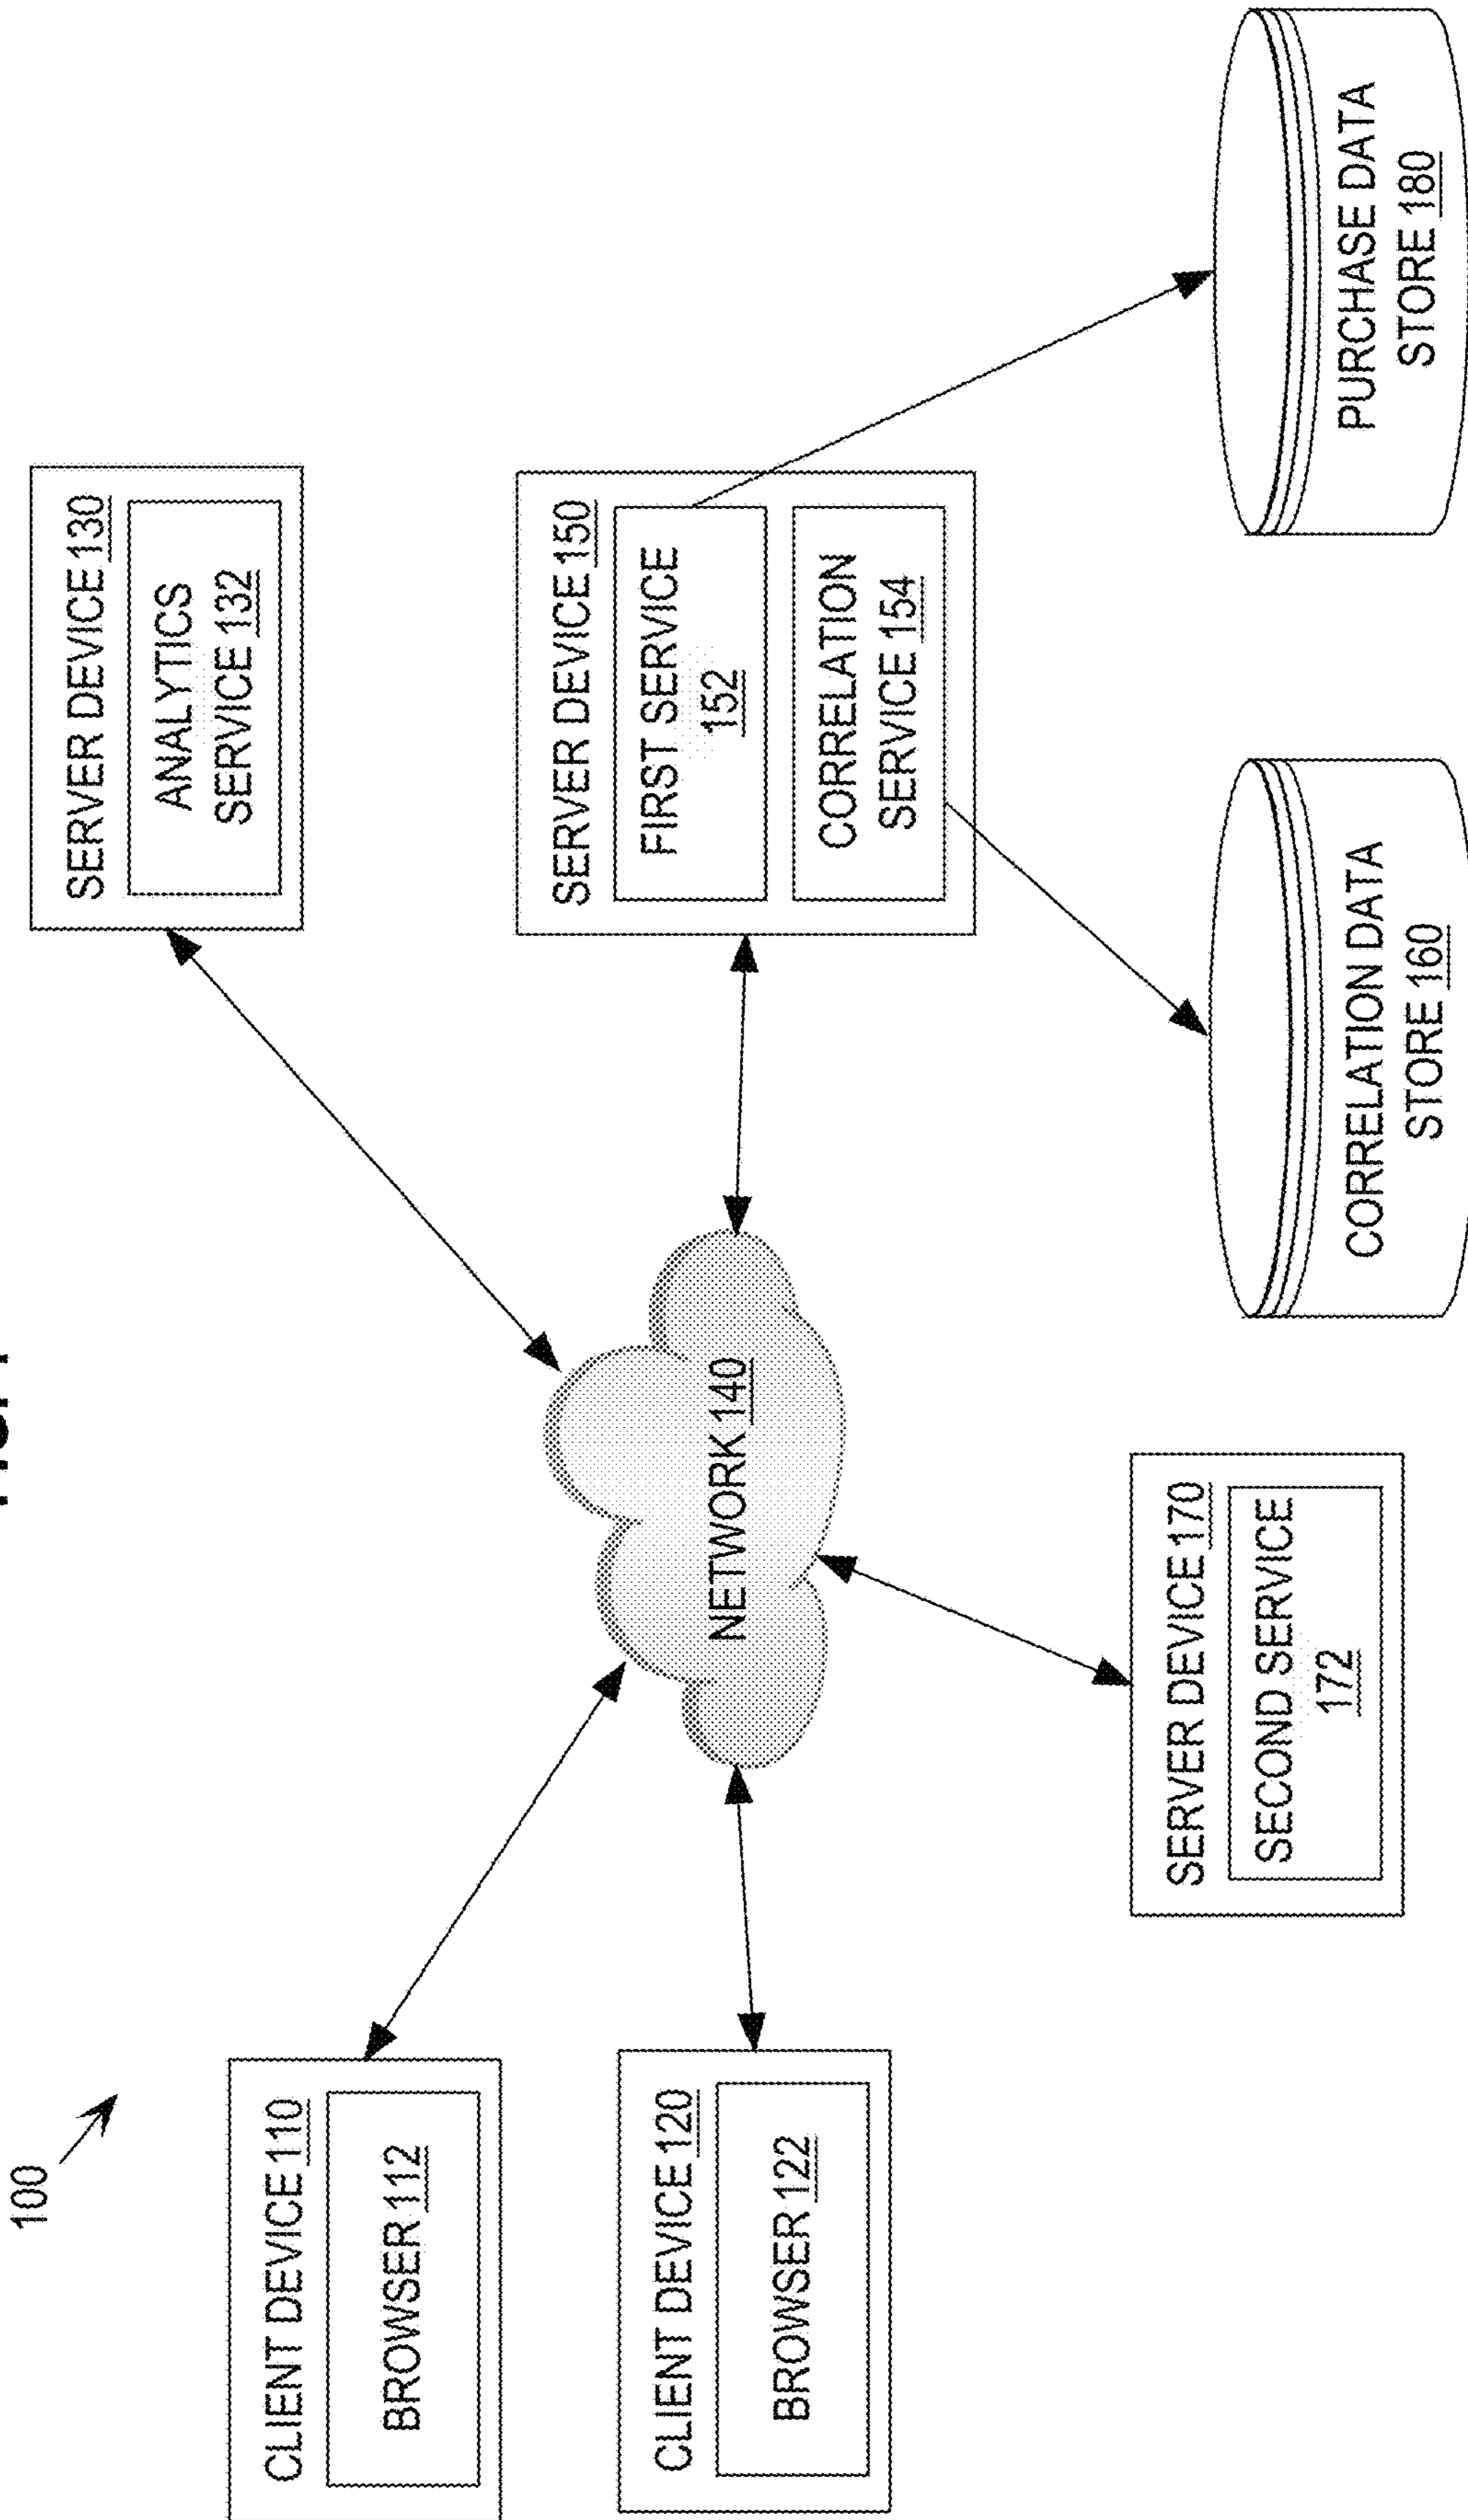 100
CLIENT DEVICE 110
BROWSER 112
CLIENT DEVICE 120
BROWSER 122
NETWORK 140
SERVER DEVICE 130
ANALYTICS
SERVICE 132
SERVER DEVICE 150
FIRST SERVICE
152
CORRELATION
SERVICE 154
SERVER DEVICE 170
SECOND SERVICE
172
CORRELATION DATA
STORE 160
PURCHASE DATA
STORE 180